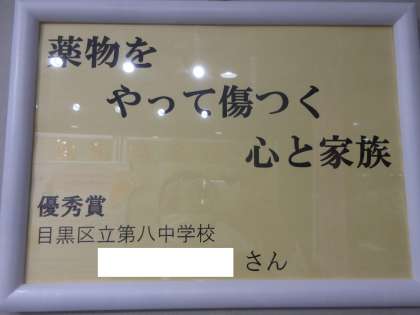 薬物を
やって傷つく
心と家族
優秀賞
目黒区立第八中学校
さん